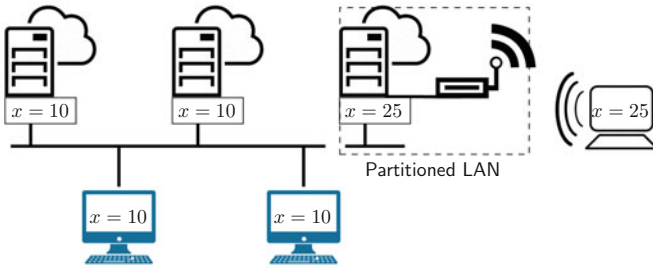 x = 10
x = 10
x = 25
x = 25
Partitioned LAN
x = 10
x = 10